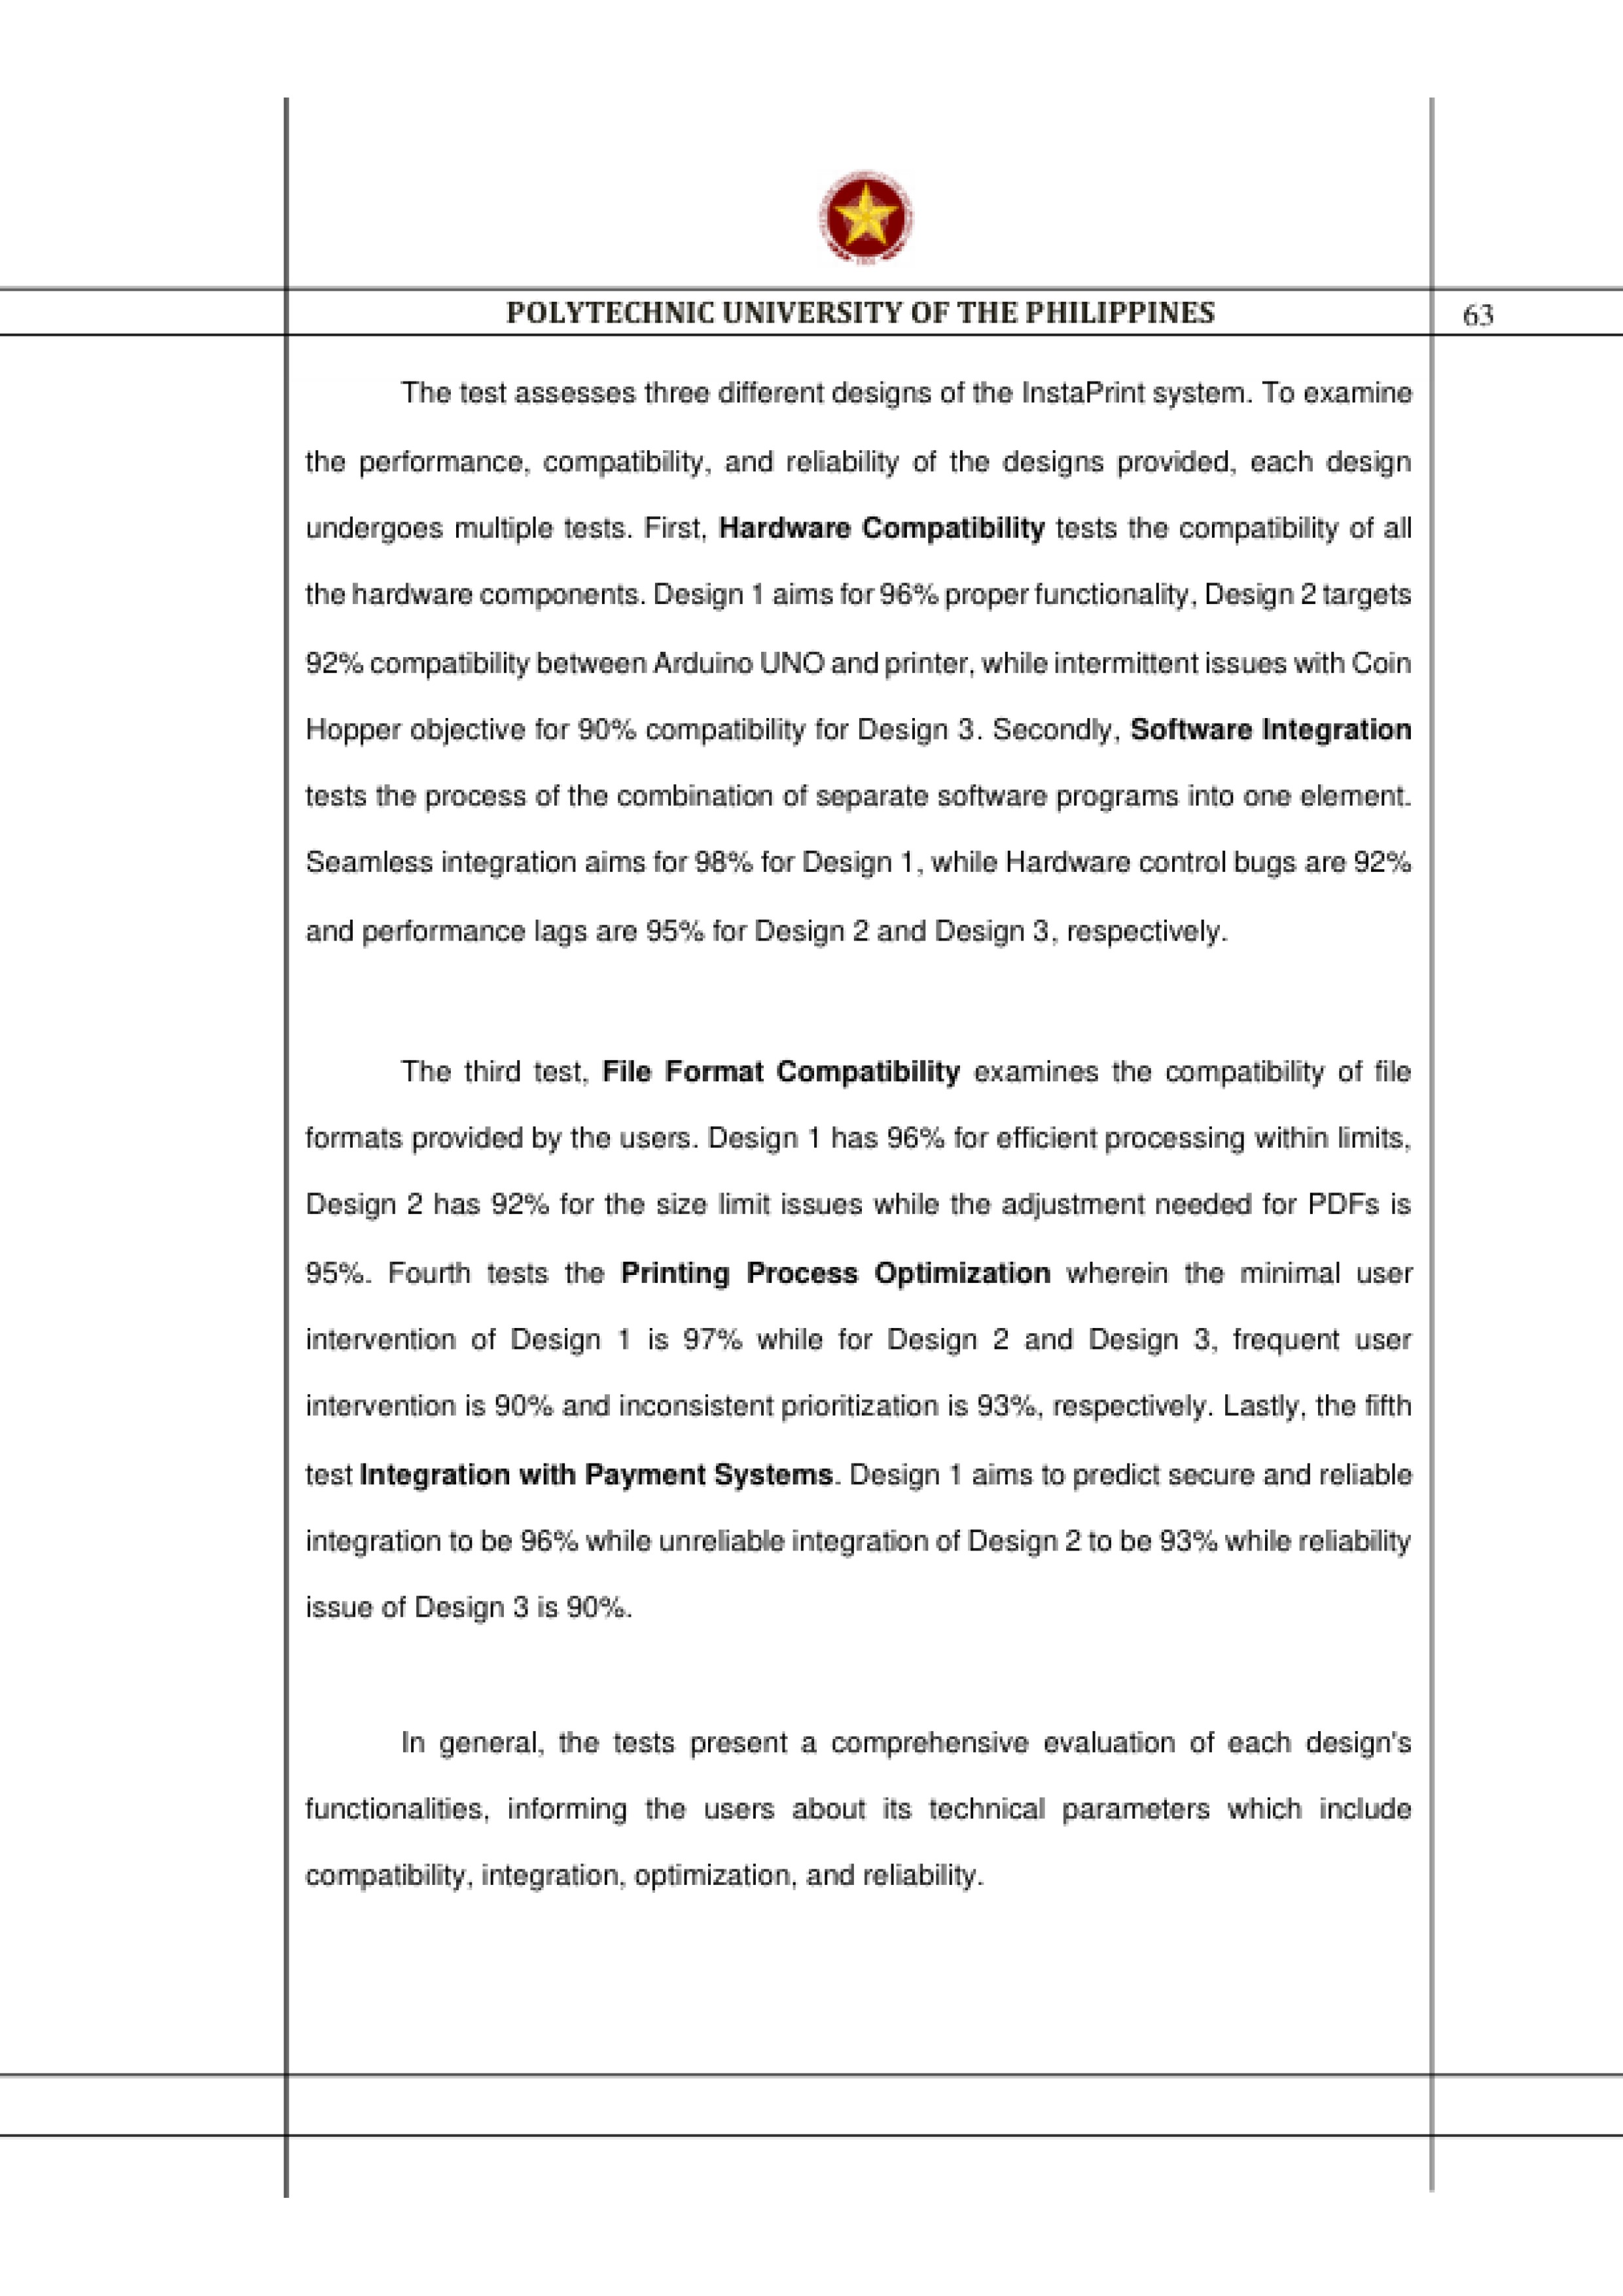 POLYTECHNIC UNIVERSITY OF THE PHILIPPINES
63
The test assesses three different designs of the InstaPrint system. To examine
the performance, compatibility, and reliability of the designs provided, each design
undergoes multiple tests. First, Hardware Compatibility tests the compatibility of all
the hardware components. Design 1 aims for 96% proper functionality, Design 2 targets
92% compatibility between Arduino UNO and printer, while intermittent issues with Coin
Hopper objective for 90% compatibility for Design 3. Secondly, Software Integration
tests the process of the combination of separate software programs into one element.
Seamless integration aims for 98% for Design 1, while Hardware control bugs are 92%
and performance lags are 95% for Design 2 and Design 3, respectively.
The third test, File Format Compatibility examines the compatibility of file
formats provided by the users. Design 1 has 96% for efficient processing within limits,
Design 2 has 92% for the size limit issues while the adjustment needed for PDFs is
95%. Fourth tests the Printing Process Optimization wherein the minimal user
intervention of Design 1 is 97% while for Design 2 and Design 3, frequent user
intervention is 90% and inconsistent prioritization is 93%, respectively. Lastly, the fifth
test Integration with Payment Systems. Design 1 aims to predict secure and reliable
integration to be 96% while unreliable integration of Design 2 to be 93% while reliability
issue of Design 3 is 90%.
In general, the tests present a comprehensive evaluation of each design's
functionalities, informing the users about its technical parameters which include
compatibility, integration, optimization, and reliability.